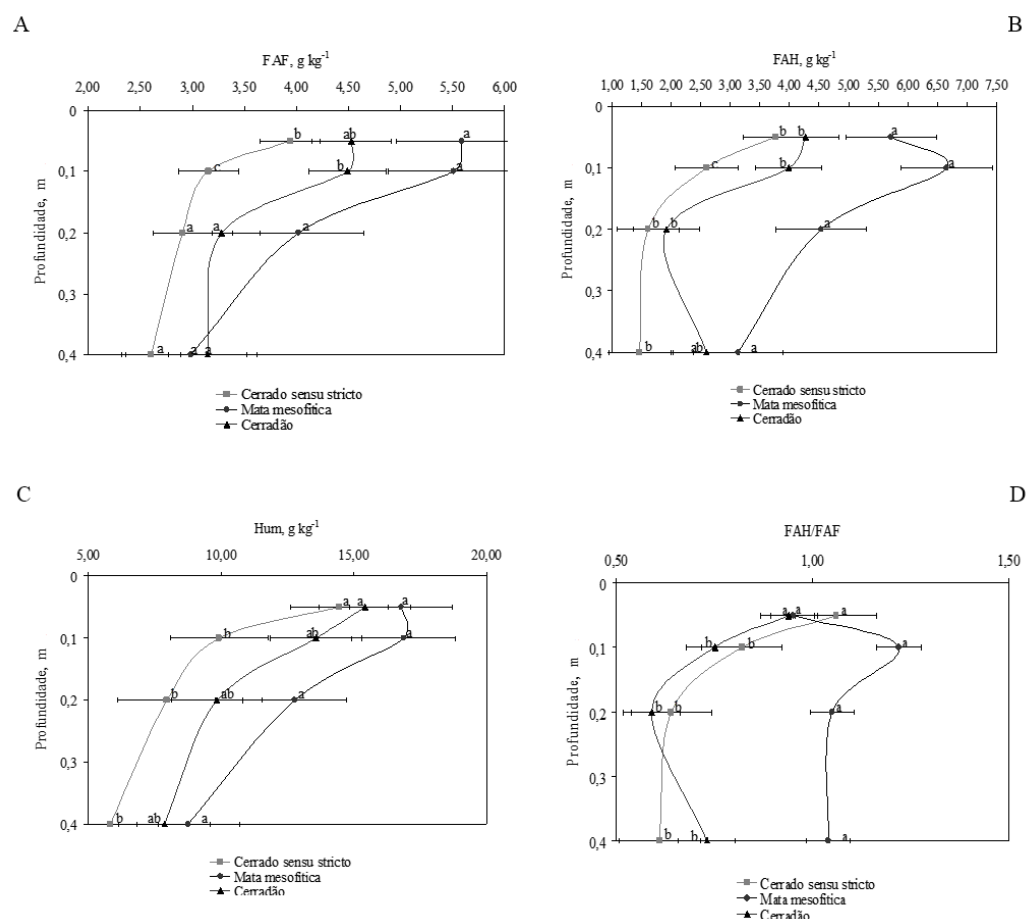 A
FAF, g kg-1
2,00 2,50 3,00 3,50 4,00 4,50 5,00 5,50 6,00
0
0,1
0,2
0,3
0,4
Profundidade, m
b ab a
c b a
a a a
a a a
Cerrado sensu stricto
Mata mesofítica
Cerradão
B
FAH, g kg-1
1,00 1,50 2,00 2,50 3,00 3,50 4,00 4,50 5,00 5,50 6,00 6,50 7,00 7,50
0
0,1
0,2
0,3
0,4
Profundidade, m
b b a
c b a
b b a
b ab a
Cerrado sensu stricto
Mata mesofítica
Cerradão
C
Hum, g kg-1
5,00 10,00 15,00 20,00
0
0,1
0,2
0,3
0,4
Profundidade, m
a a a
b ab a
b ab a
b ab a
Cerrado sensu stricto
Mata mesofítica
Cerradão
D
FAH/FAF
0,50 1,00 1,50
0
0,1
0,2
0,3
0,4
Profundidade, m
a a a
b b a
b b a
b b a
Cerrado sensu stricto
Mata mesofítica
Cerradão